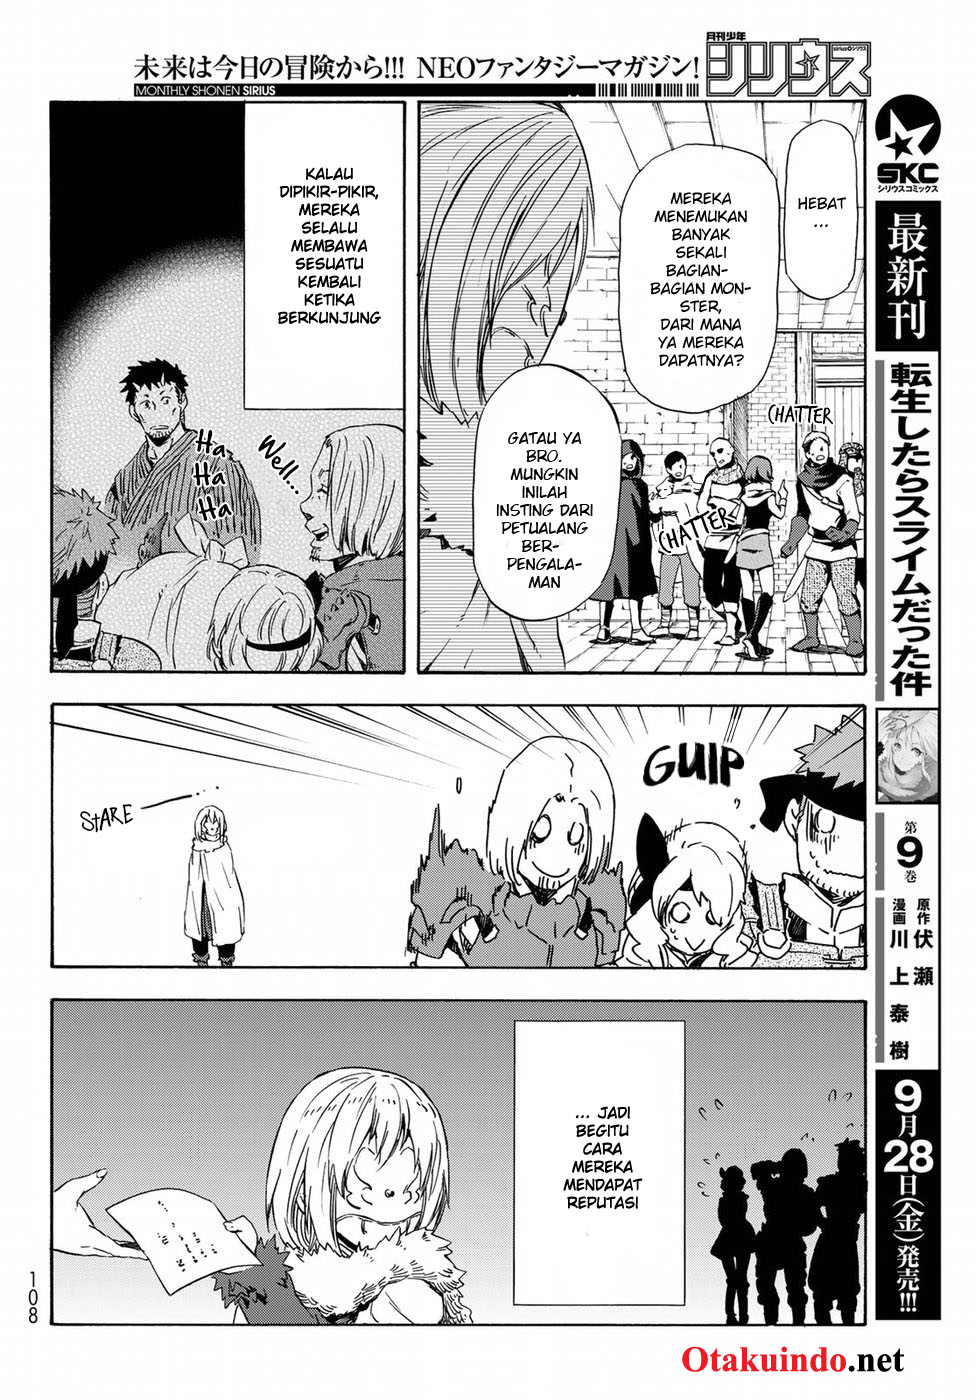 未来は今日の冒険から!!! NEOファンタジーマガジン!
月刊少年
シリウス
sirius●シリウス
MONTHLY SHONEN SIRIUS
HEBAT
...
MEREKA
MENEMUKAN
BANYAK
SEKALI
BAGIAN-
BAGIAN MON-
STER,
DARI MANA
YA MEREKA
DAPATNYA?
CHATTER
CHATTER
GATAU YA
BRO.
MUNGKIN
INILAH
INSTING DARI
PETUALANG
BER-
PENGALA-
MAN
KALAU
DIPIKIR-PIKIR,
MEREKA
SELALU
MEMBAWA
SESUATU
KEMBALI
KETIKA
BERKUNJUNG
Well...
Ha
Ha
Ha
GUIP
STARE
... JADI
BEGITU
CARA
MEREKA
MENDAPAT
REPUTASI
SKC
シリウスコミックス
最新刊
転生したらスライムだった件
第9巻
原作 伏瀬
漫画 川上泰樹
9月28日(金)発売!!!
108
Otakuindo.net